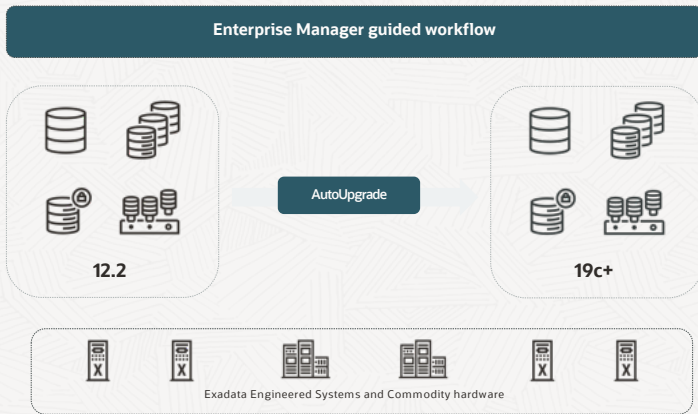 Enterprise Manager guided workflow
AutoUpgrade
12.2
19c+
X X X X
Exadata Engineered Systems and Commodity hardware